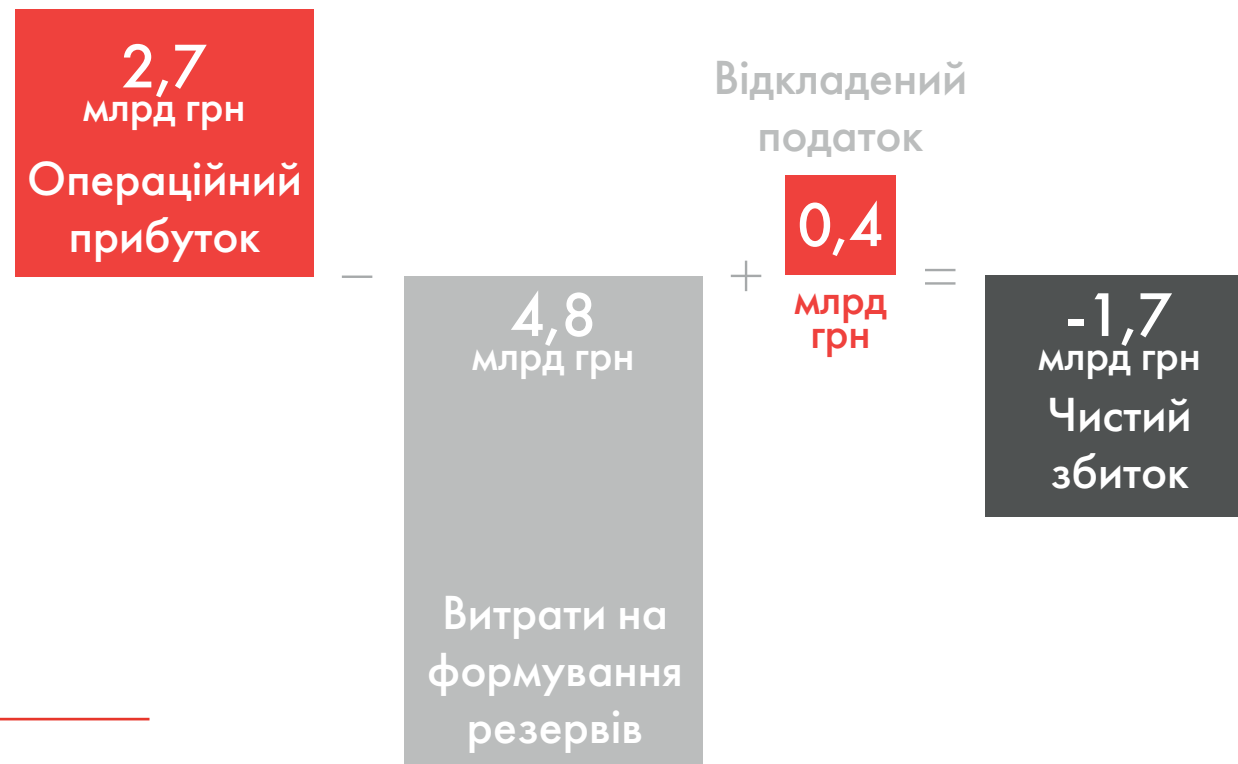 2,7
млрд грн
Операційний
прибуток
−
4,8
млрд грн
Витрати на
формування
резервів
+
Відкладений
податок
0,4
млрд
грн
=
-1,7
млрд грн
Чистий
збиток